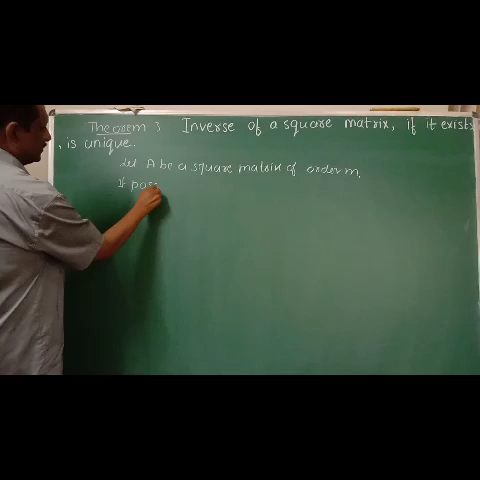 Theorem-3 Inverse of a square matrix, if it exists
, is unique.
Let A be a square matrix of order m.
If poss